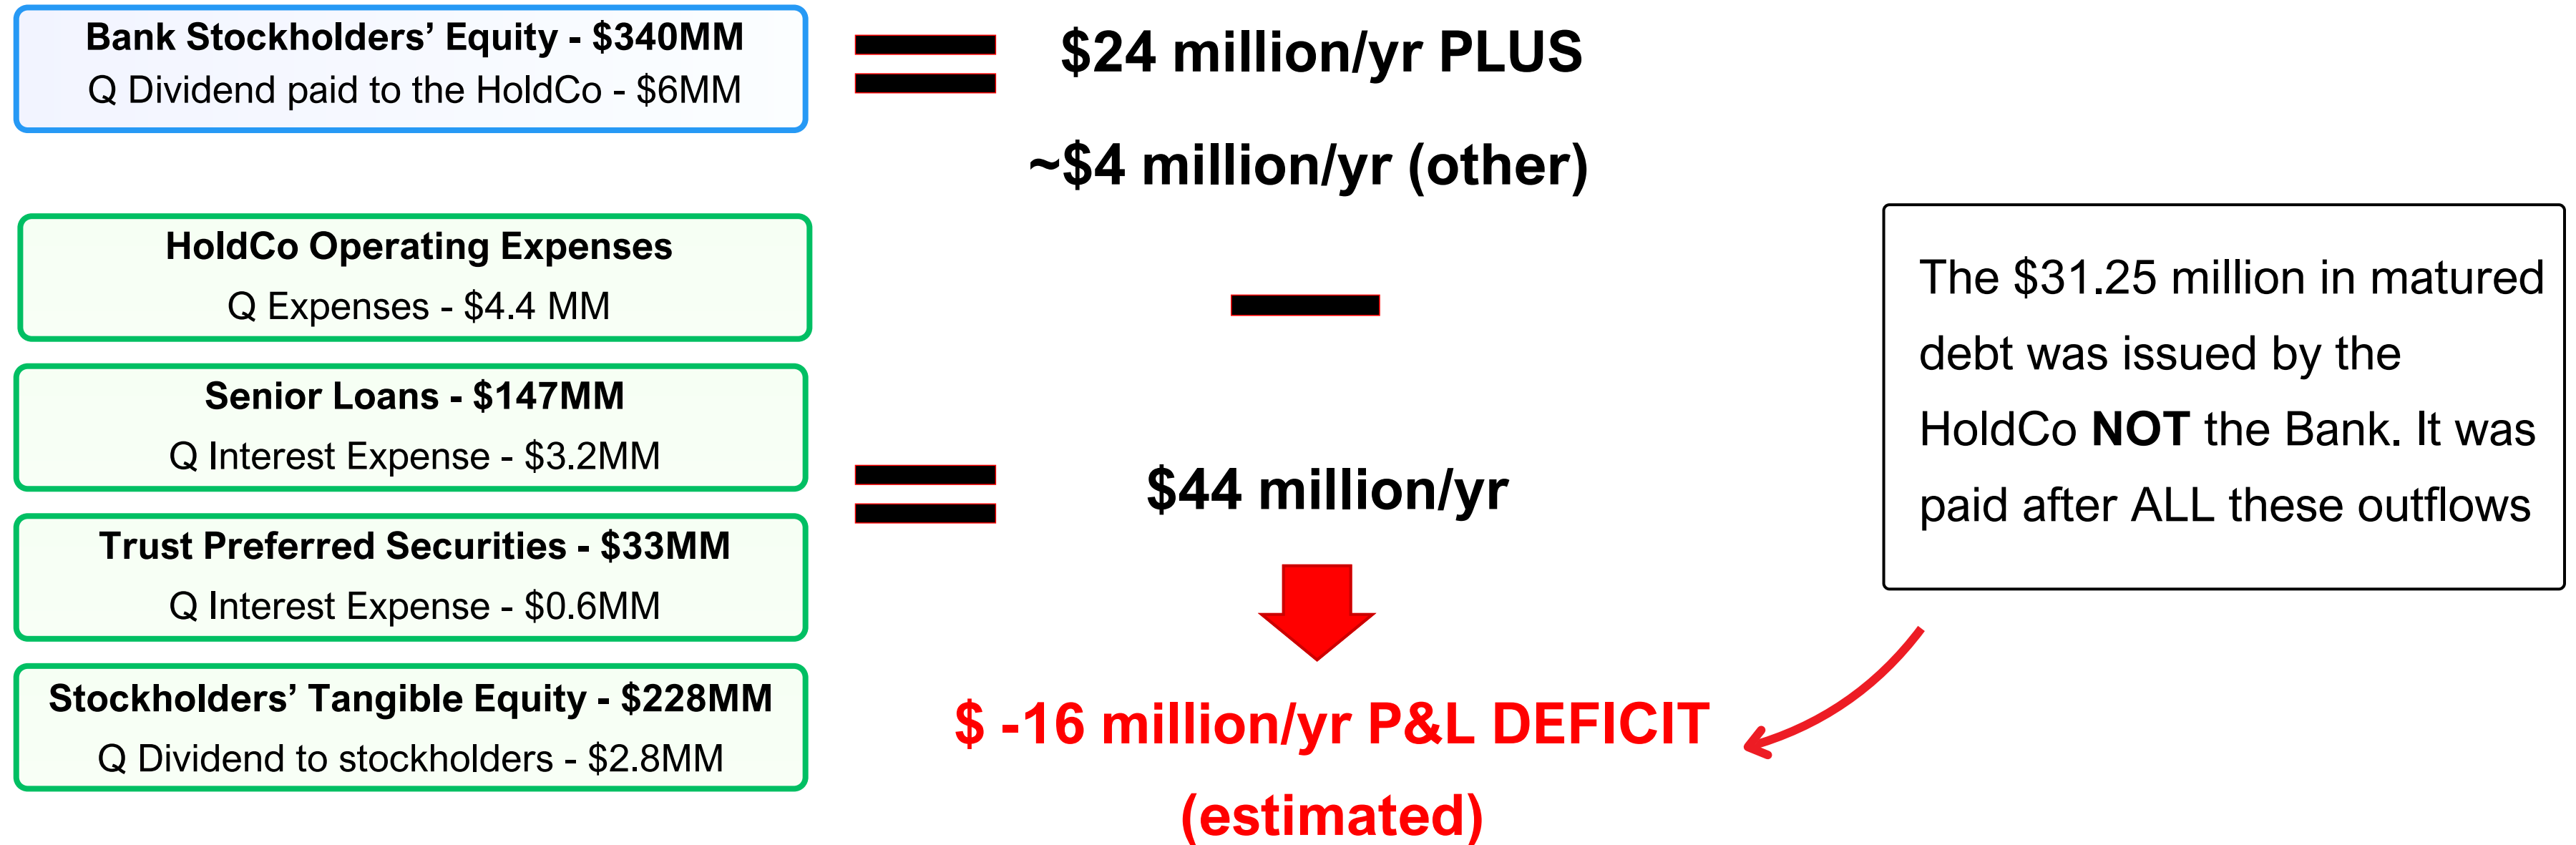 Bank Stockholders’ Equity - $340MM
Q Dividend paid to the HoldCo - $6MM
$24 million/yr PLUS
~$4 million/yr (other)
HoldCo Operating Expenses
Q Expenses - $4.4 MM
Senior Loans - $147MM
Q Interest Expense - $3.2MM
Trust Preferred Securities - $33MM
Q Interest Expense - $0.6MM
Stockholders’ Tangible Equity - $228MM
Q Dividend to stockholders - $2.8MM
$44 million/yr
$ -16 million/yr P&L DEFICIT
(estimated)
The $31.25 million in matured
debt was issued by the
HoldCo NOT the Bank. It was
paid after ALL these outflows